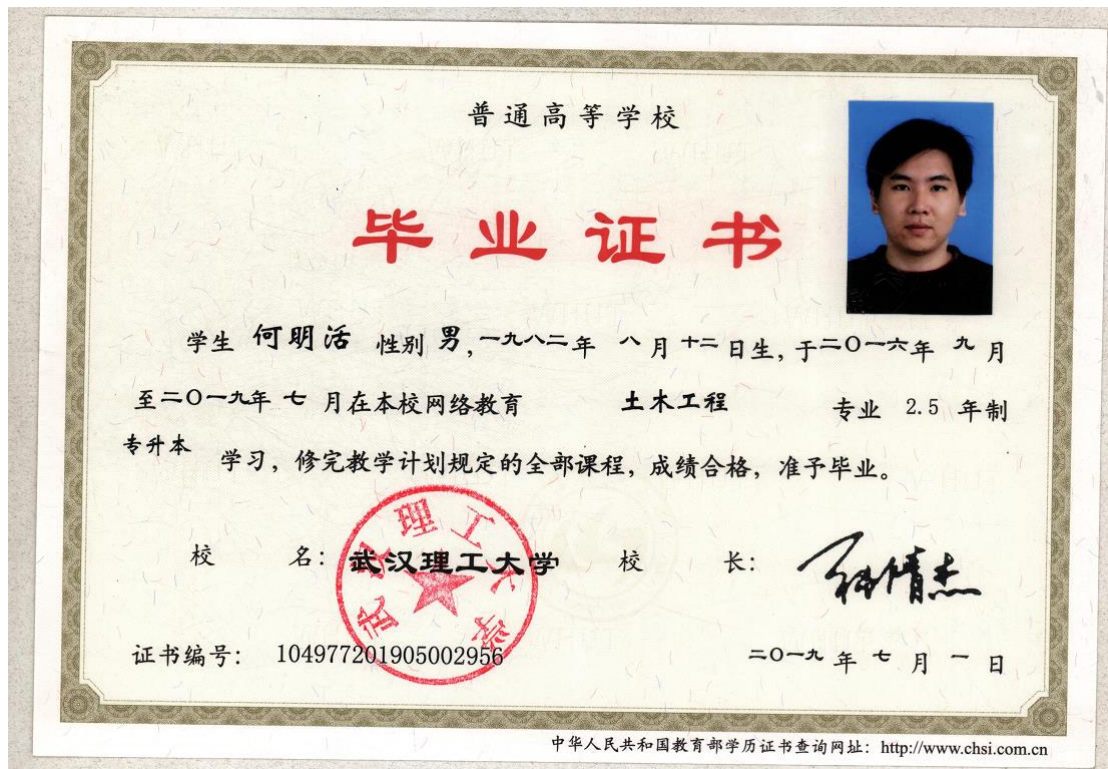 普通高等学校
毕业证书
学生 何明活 性别 男，一九八二年 八月十二日生，于二〇一六年 九月
至二〇一九年 七 月在本校网络教育 土木工程 专业 2.5 年制
专升本 学习，修完教学计划规定的全部课程，成绩合格，准予毕业。
校 名：武汉理工大学 校 长：
武汉理工大学
证书编号： 104977201905002956 二〇一九 年 七 月 一 日
中华人民共和国教育部学历证书查询网址：http://www.chsi.com.cn